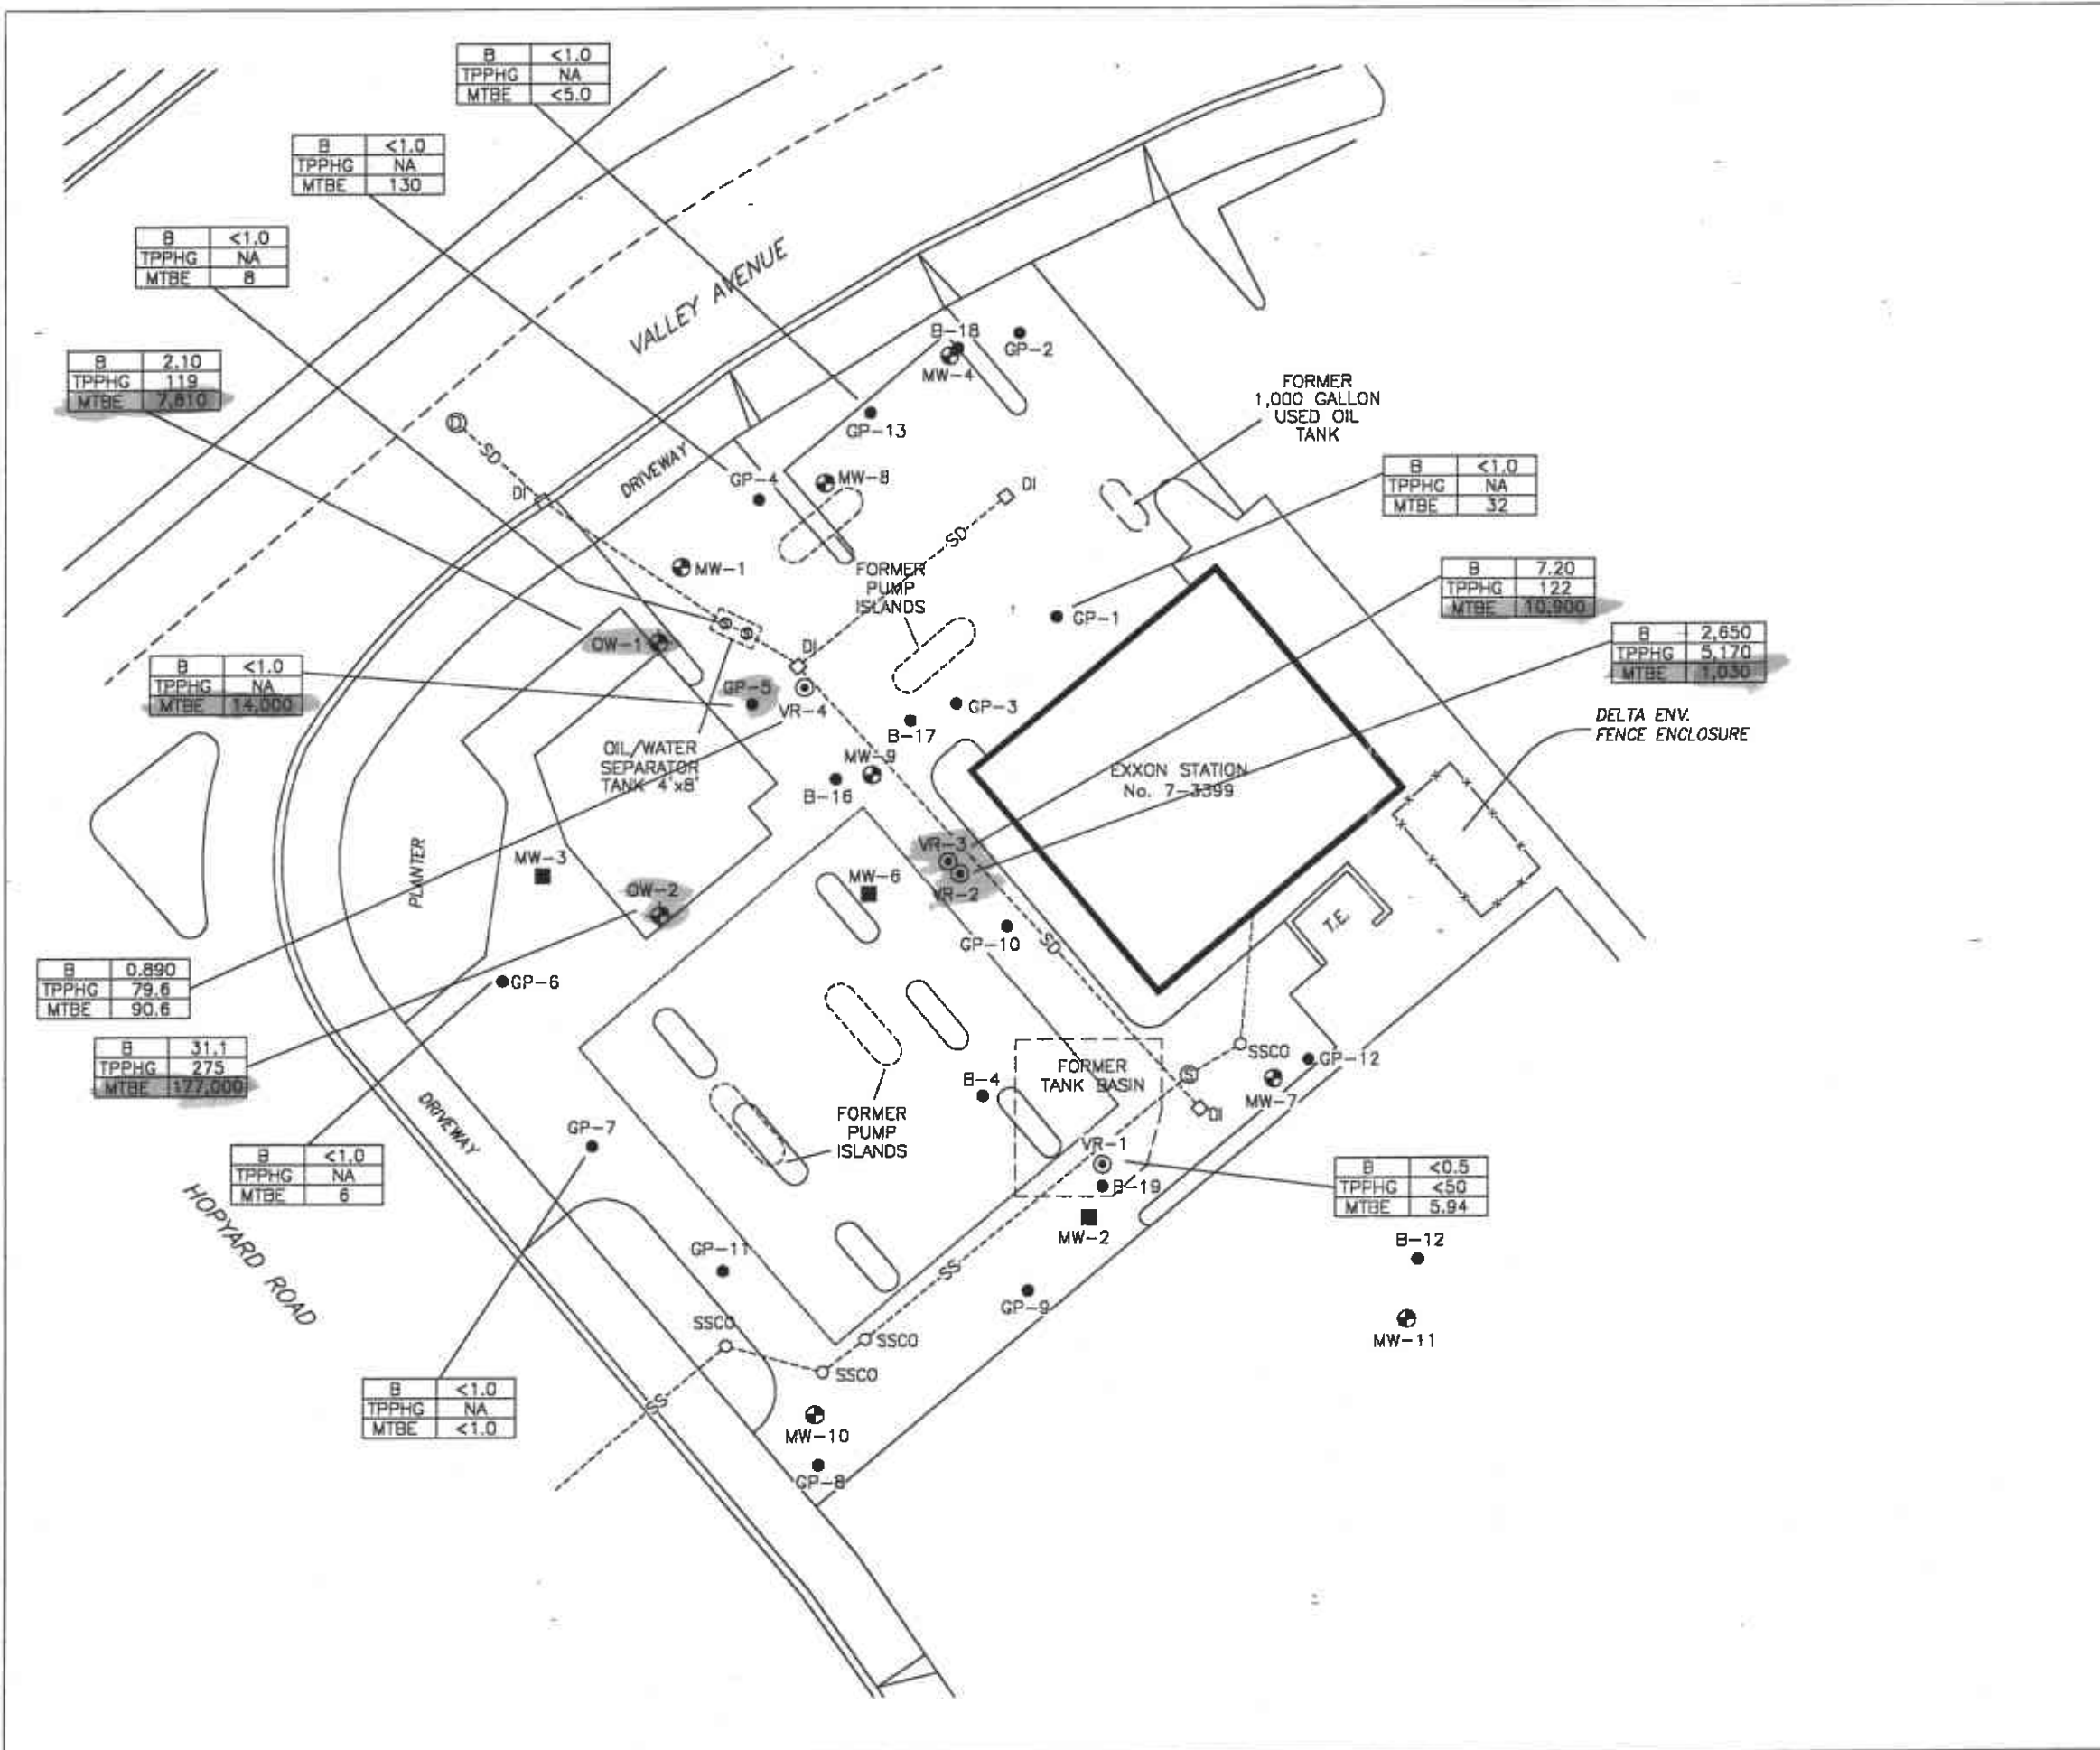 B <1.0
TPPHG NA
MTBE <5.0
B <1.0
TPPHG NA
MTBE 130
B <1.0
TPPHG NA
MTBE 8
VALLEY AVENUE
B-18
GP-2
MW-4
B 2.10
TPPHG 119
MTBE 7,810
FORMER
1,000 GALLON
USED OIL
TANK
D
SD
GP-13
DRIVEWAY
GP-4
MW-8
DI
DI
B <1.0
TPPHG NA
MTBE 32
SD
MW-1
FORMER
PUMP
ISLANDS
B 7.20
TPPHG 122
MTBE 10,900
GP-1
S S
OW-1
DI
B 2,650
TPPHG 5,170
MTBE 1,030
B <1.0
TPPHG NA
MTBE 14,000
GP-5
VR-4
GP-3
B-17
DELTA ENV.
FENCE ENCLOSURE
OIL/WATER
SEPARATOR
TANK 4'x8'
MW-9
B-16
EXXON STATION
No. 7-3399
PLANTER
MW-3
VR-3
OW-2
MW-6
VR-2
T.E.
GP-10
SD
B 0.890
TPPHG 79.6
MTBE 90.6
GP-6
B 31.1
TPPHG 275
MTBE 177,000
SSCO
GP-12
FORMER
TANK BASIN
S
B-4
MW-7
DI
DRIVEWAY
FORMER
PUMP
ISLANDS
GP-7
VR-1
B <1.0
TPPHG NA
MTBE 6
B-19
B <0.5
TPPHG <50
MTBE 5.94
HOPYARD ROAD
MW-2
B-12
GP-11
SS
GP-9
SSCO
SSCO
MW-11
SSCO
B <1.0
TPPHG NA
MTBE <1.0
SS
MW-10
GP-8